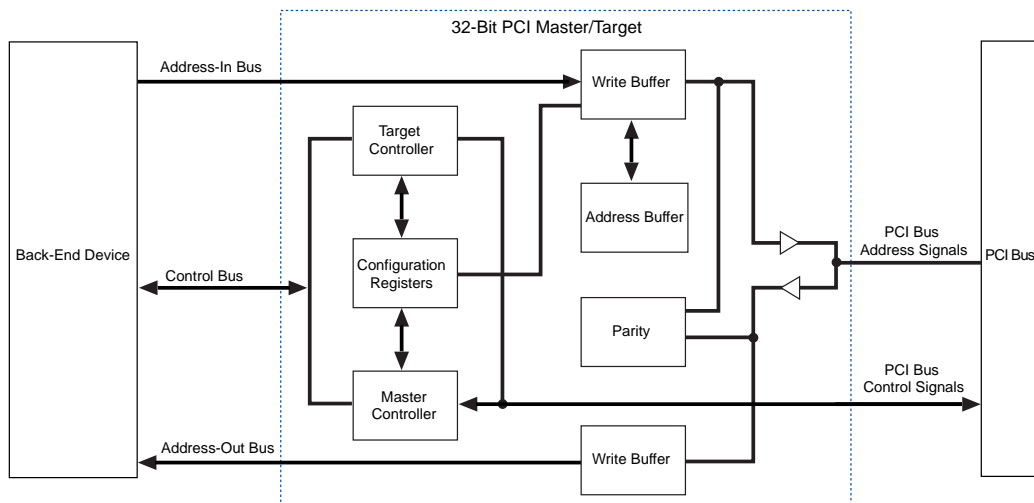 32-Bit PCI Master/Target
Address-In Bus
Write Buffer
Target
Controller
Address Buffer
Back-End Device
Control Bus
Configuration
Registers
PCI Bus
Address Signals
PCI Bus
Parity
Master
Controller
PCI Bus
Control Signals
Address-Out Bus
Write Buffer